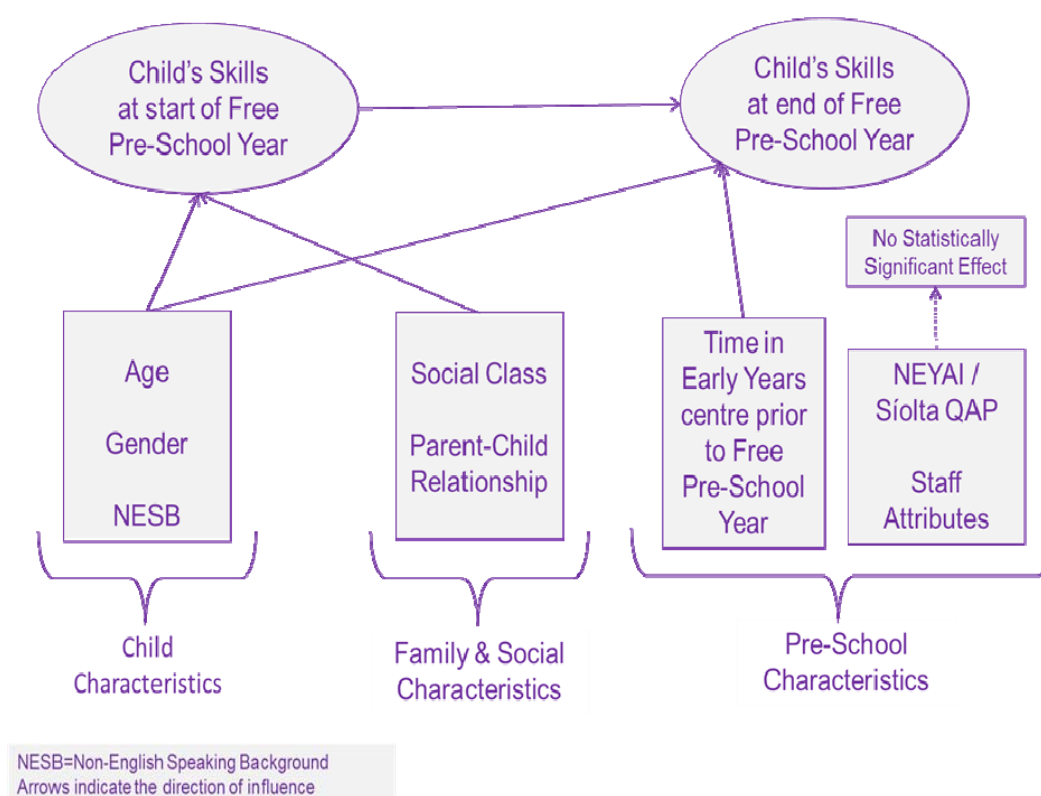 Child's Skills
at start of Free
Pre-School Year
Child's Skills
at end of Free
Pre-School Year
No Statistically
Significant Effect
Age
Gender
NESB
Social Class
Parent-Child
Relationship
Time in
Early Years
centre prior
to Free
Pre-School
Year
NEYAI /
Síolta QAP
Staff
Attributes
Child
Characteristics
Family & Social
Characteristics
Pre-School
Characteristics
NESB=Non-English Speaking Background
Arrows indicate the direction of influence